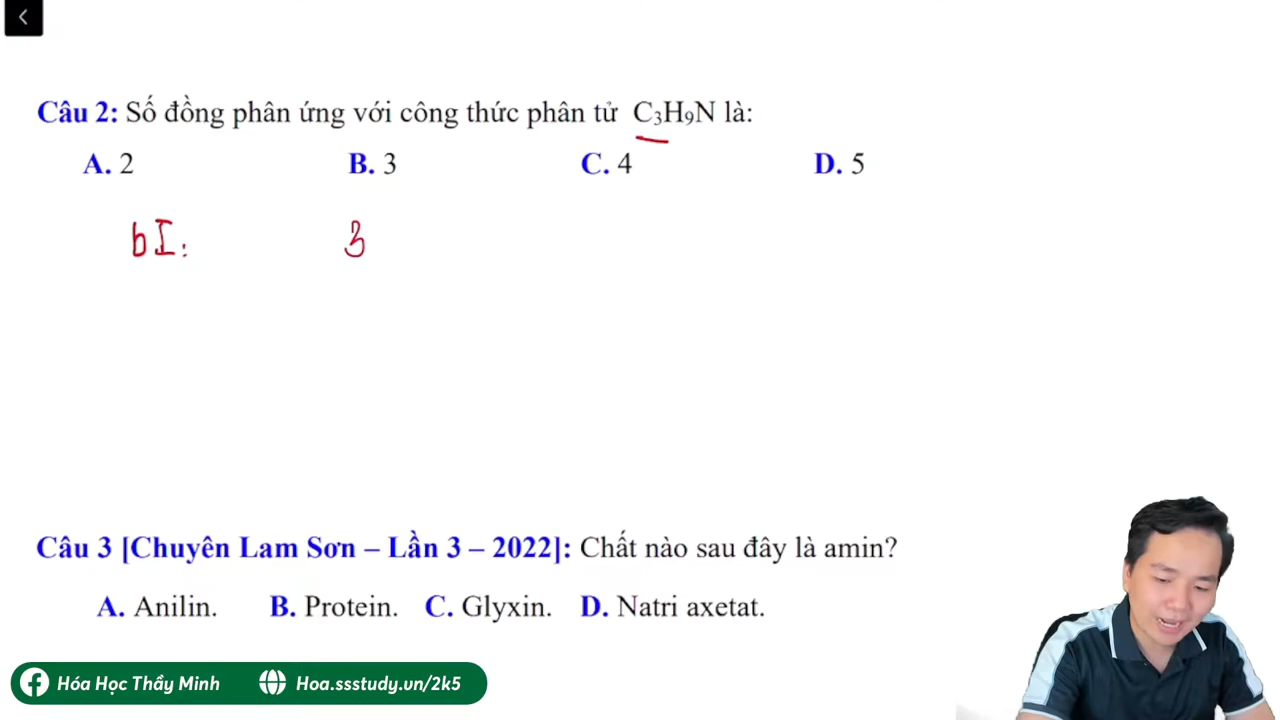 Câu 2: Số đồng phân ứng với công thức phân tử C₃H₉N là:
A. 2 B. 3 C. 4 D. 5
bI: 3
Câu 3 [Chuyên Lam Sơn – Lần 3 – 2022]: Chất nào sau đây là amin?
A. Anilin. B. Protein. C. Glyxin. D. Natri axetat.
Hóa Học Thầy Minh Hoa.ssstudy.vn/2k5